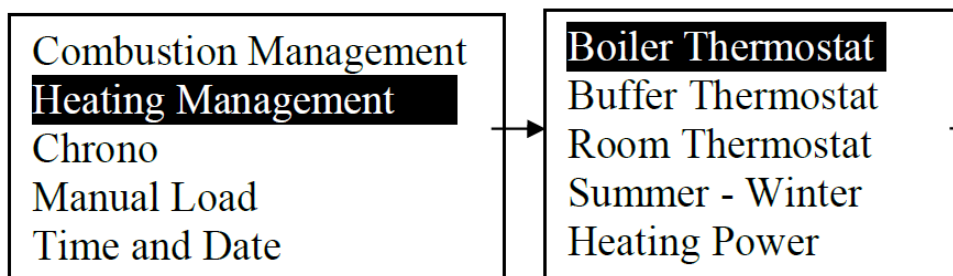 Combustion Management
Heating Management
Chrono
Manual Load
Time and Date
Boiler Thermostat
Buffer Thermostat
Room Thermostat
Summer - Winter
Heating Power